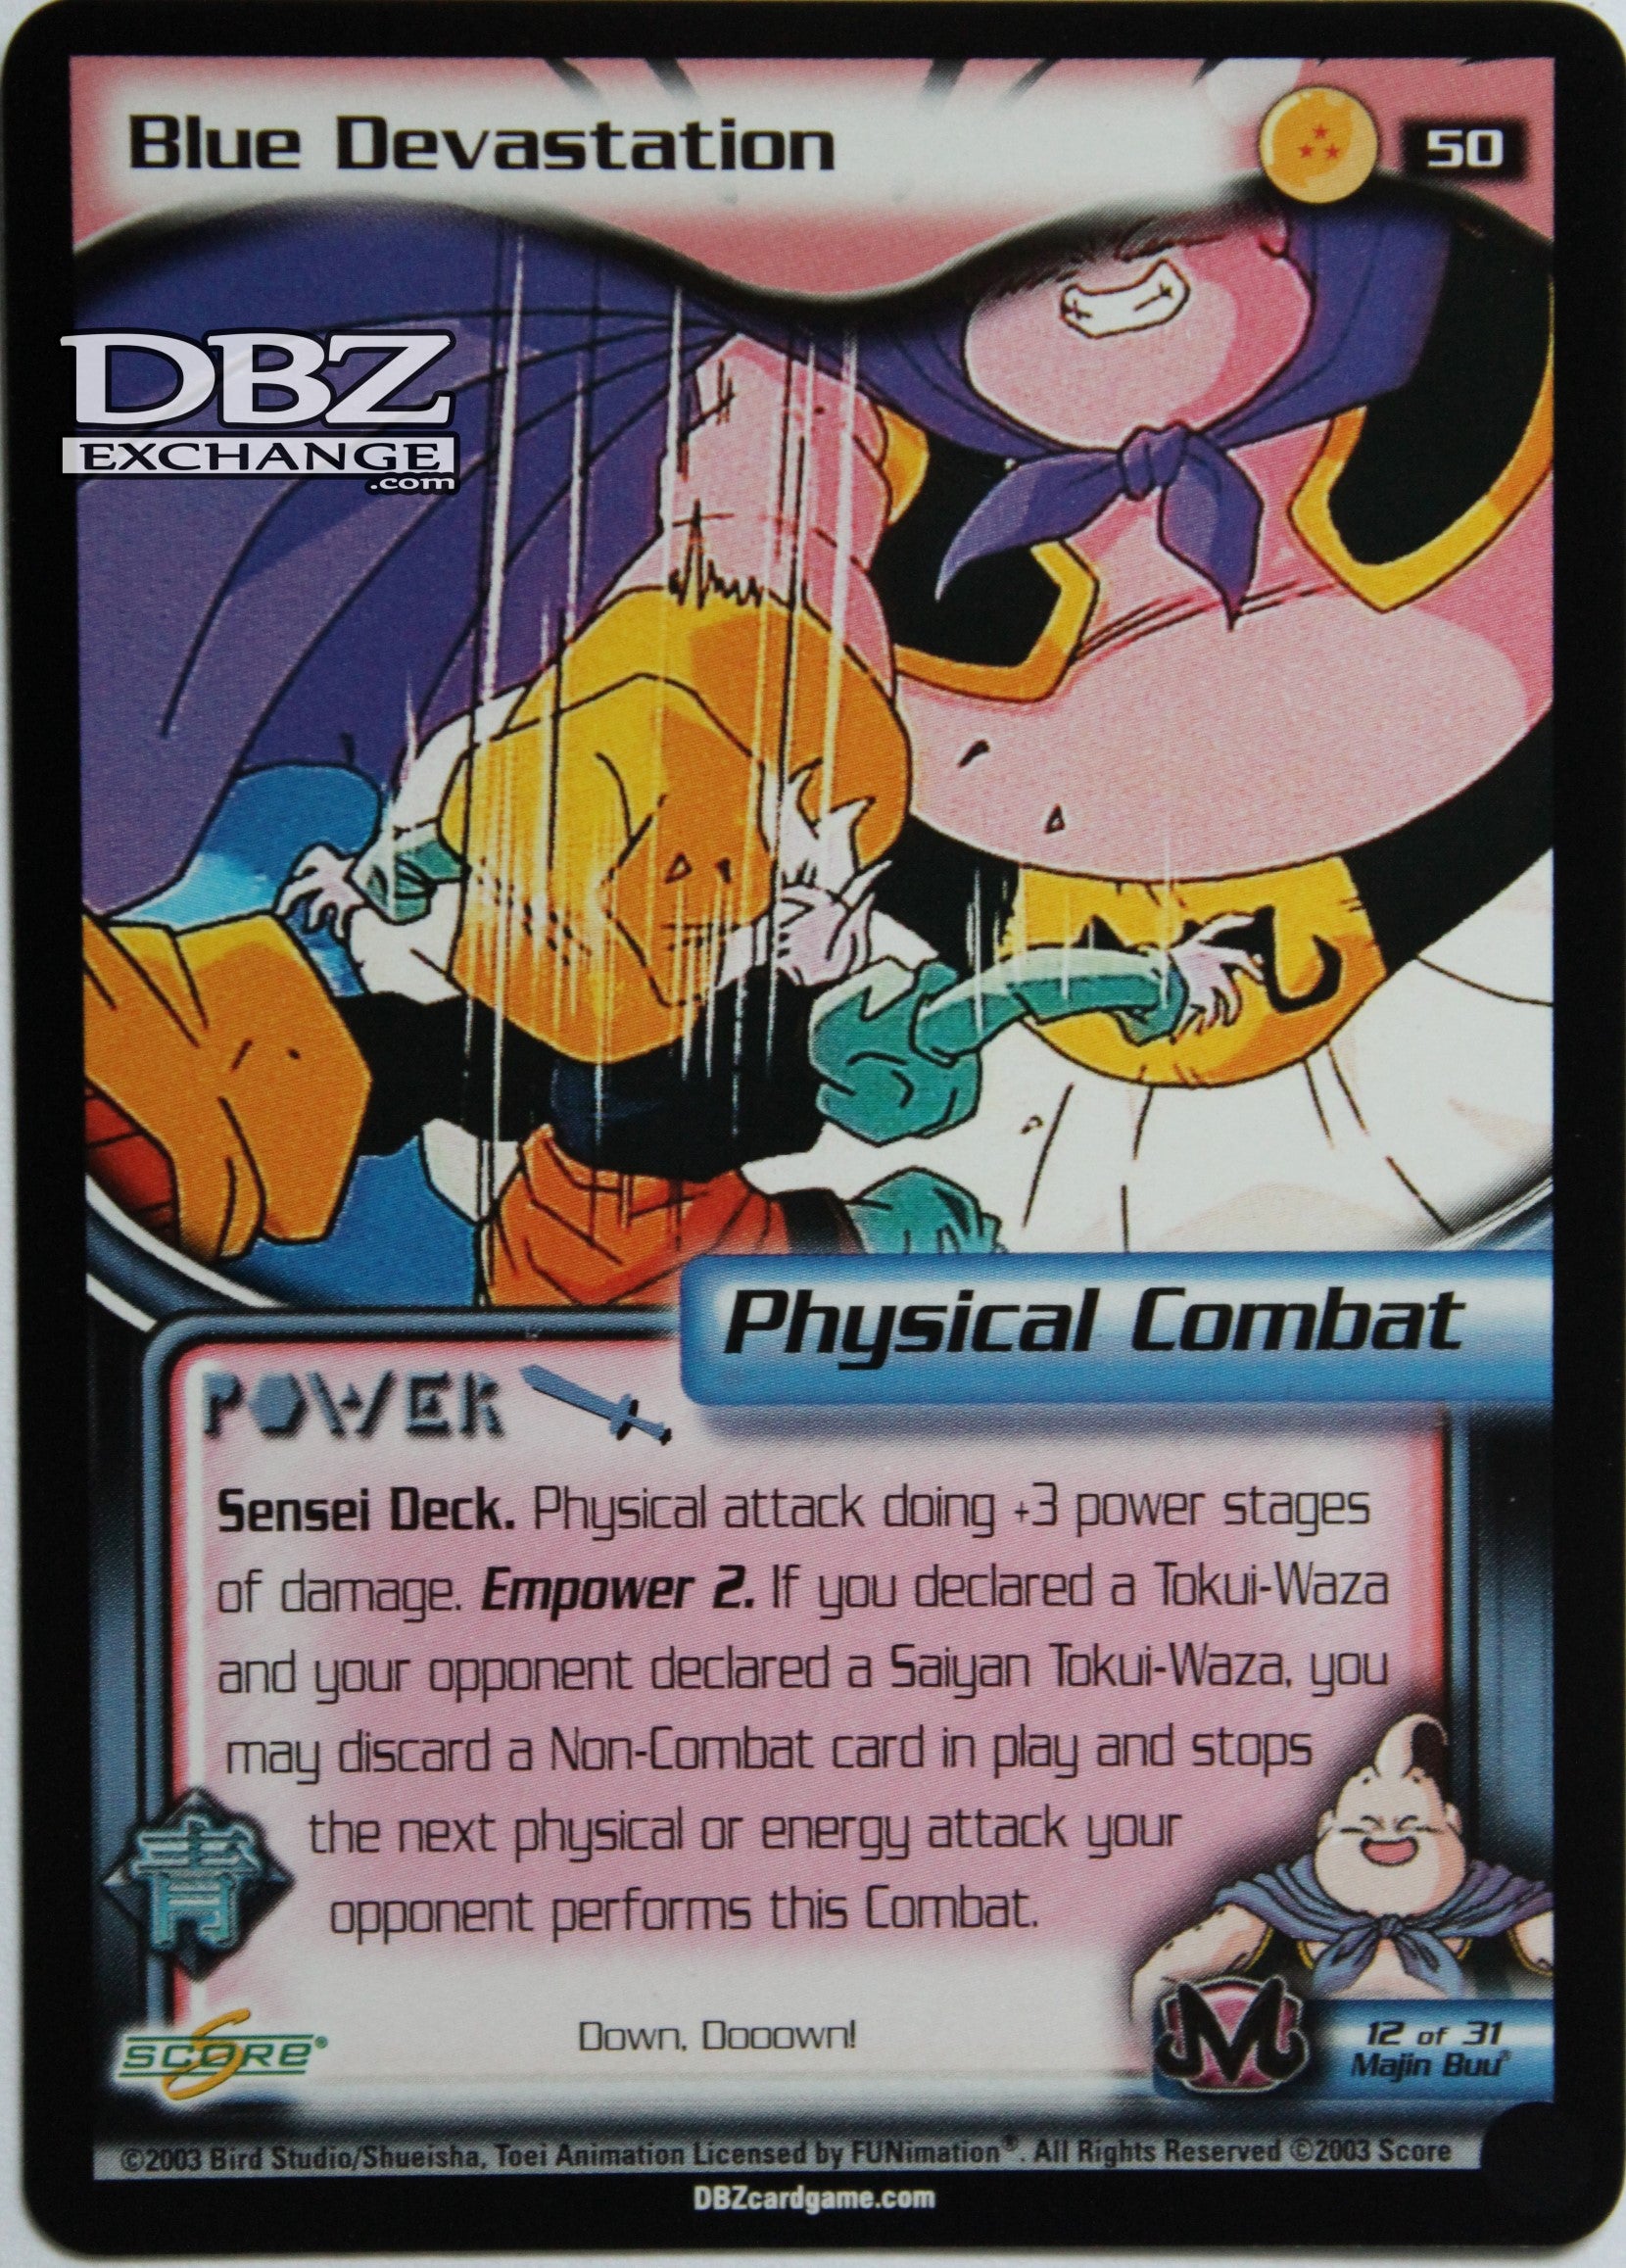 Blue Devastation
50
DBZ
EXCHANGE
.com
Physical Combat
POWER
Sensei Deck. Physical attack doing +3 power stages
of damage. Empower 2. If you declared a Tokui-Waza
and your opponent declared a Saiyan Tokui-Waza, you
may discard a Non-Combat card in play and stops
the next physical or energy attack your
opponent performs this Combat.
青
Down, Dooown!
SCORE®
M
12 of 31
Majin Buu®
©2003 Bird Studio/Shueisha, Toei Animation Licensed by FUNimation®. All Rights Reserved ©2003 Score
DBZcardgame.com